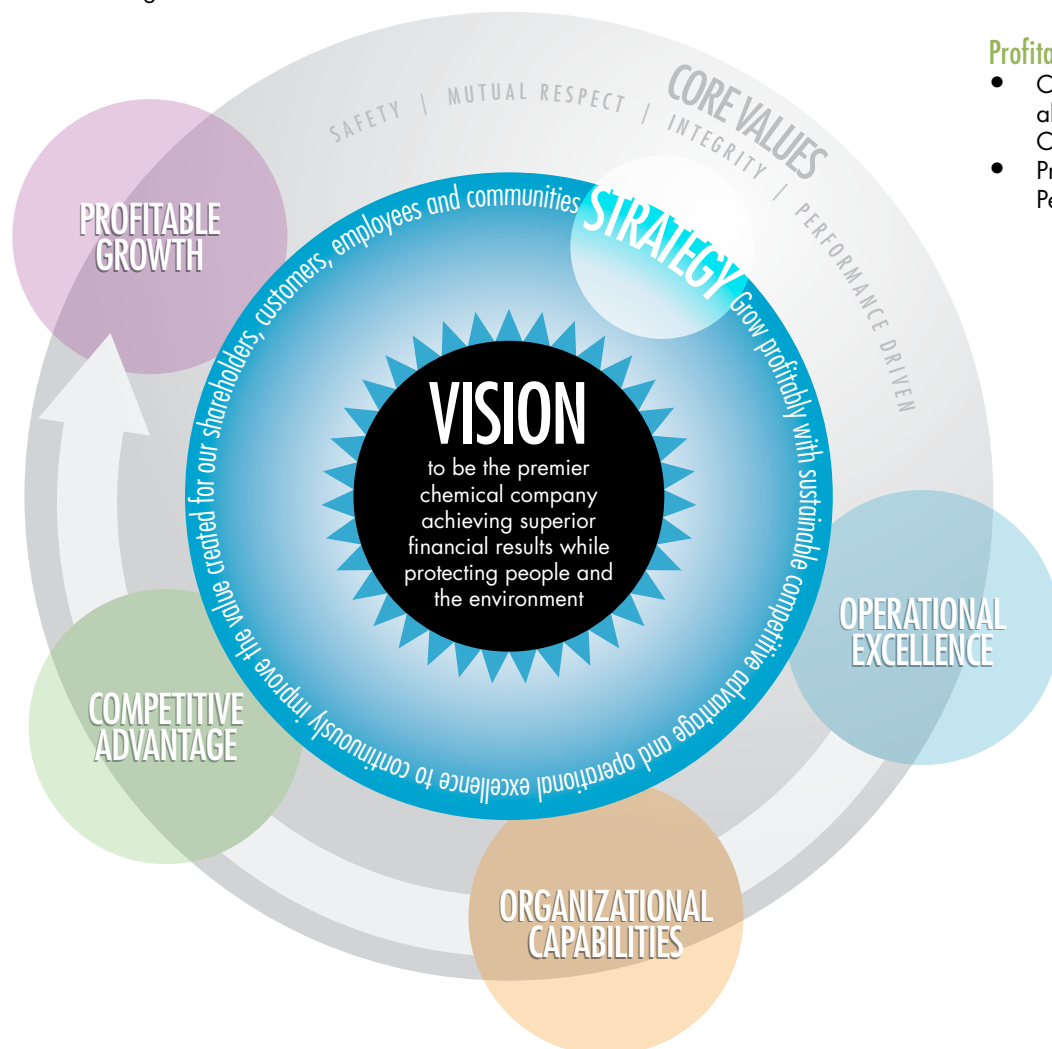 CORE VALUES
SAFETY | MUTUAL RESPECT | INTEGRITY | PERFORMANCE DRIVEN
STRATEGY
Grow profitably with sustainable competitive advantage and operational excellence to continuously improve the value created for our shareholders, customers, employees and communities
VISION
to be the premier
chemical company
achieving superior
financial results while
protecting people and
the environment
PROFITABLE
GROWTH
OPERATIONAL
EXCELLENCE
COMPETITIVE
ADVANTAGE
ORGANIZATIONAL
CAPABILITIES